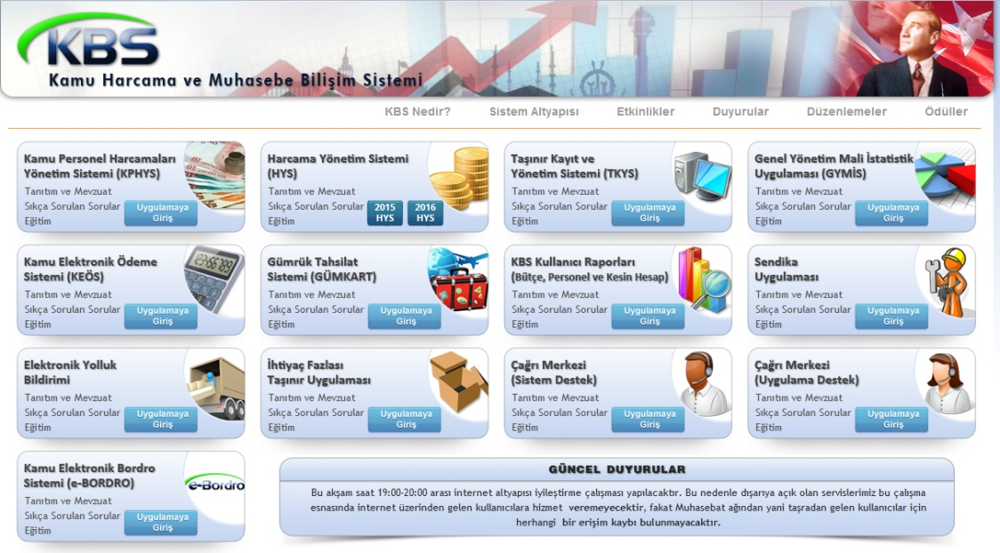 KBS
Kamu Harcama ve Muhasebe Bilişim Sistemi
KBS Nedir? Sistem Altyapısı Etkinlikler Duyurular Düzenlemeler Ödüller
Kamu Personel Harcamaları
Yönetim Sistemi (KPHYS)
Tanıtım ve Mevzuat
Sıkça Sorulan Sorular
Eğitim
Uygulamaya
Giriş
Harcama Yönetim Sistemi
(HYS)
Tanıtım ve Mevzuat
Sıkça Sorulan Sorular
Eğitim
2015
HYS
2016
HYS
Taşınır Kayıt ve
Yönetim Sistemi (TKYS)
Tanıtım ve Mevzuat
Sıkça Sorulan Sorular
Eğitim
Uygulamaya
Giriş
Genel Yönetim Mali İstatistik
Uygulaması (GYMİS)
Tanıtım ve Mevzuat
Sıkça Sorulan Sorular
Eğitim
Uygulamaya
Giriş
Kamu Elektronik Ödeme
Sistemi (KEÖS)
Tanıtım ve Mevzuat
Sıkça Sorulan Sorular
Eğitim
Uygulamaya
Giriş
Gümrük Tahsilat
Sistemi (GÜMKART)
Tanıtım ve Mevzuat
Sıkça Sorulan Sorular
Eğitim
Uygulamaya
Giriş
KBS Kullanıcı Raporları
(Bütçe, Personel ve Kesin Hesap)
Tanıtım ve Mevzuat
Sıkça Sorulan Sorular
Eğitim
Uygulamaya
Giriş
Sendika
Uygulaması
Tanıtım ve Mevzuat
Sıkça Sorulan Sorular
Eğitim
Uygulamaya
Giriş
Elektronik Yolluk
Bildirimi
Tanıtım ve Mevzuat
Sıkça Sorulan Sorular
Eğitim
Uygulamaya
Giriş
İhtiyaç Fazlası
Taşınır Uygulaması
Tanıtım ve Mevzuat
Sıkça Sorulan Sorular
Eğitim
Uygulamaya
Giriş
Çağrı Merkezi
(Sistem Destek)
Tanıtım ve Mevzuat
Sıkça Sorulan Sorular
Eğitim
Uygulamaya
Giriş
Çağrı Merkezi
(Uygulama Destek)
Tanıtım ve Mevzuat
Sıkça Sorulan Sorular
Eğitim
Uygulamaya
Giriş
Kamu Elektronik Bordro
Sistemi (e-BORDRO)
Tanıtım ve Mevzuat
Sıkça Sorulan Sorular
Eğitim
e-Bordro
Uygulamaya
Giriş
GÜNCEL DUYURULAR
Bu akşam saat 19:00-20:00 arası internet altyapısı iyileştirme çalışması yapılacaktır. Bu nedenle dışarıya açık olan servislerimiz bu çalışma
esnasında internet üzerinden gelen kullanıcılara hizmet veremeyecektir, fakat Muhasebat ağından yani taşradan gelen kullanıcılar için
herhangi bir erişim kaybı bulunmayacaktır.